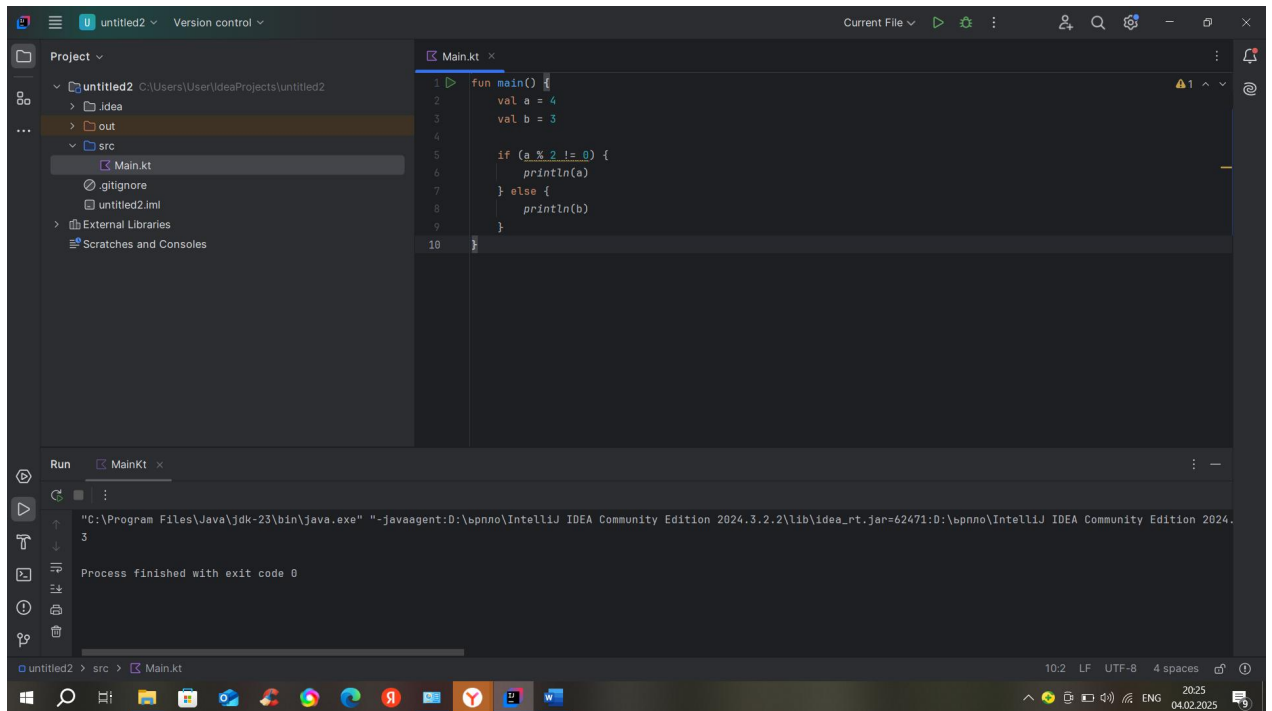 U untitled2 Version control Current File
Project
Main.kt
untitled2 C:\Users\User\IdeaProjects\untitled2
.idea
out
src
Main.kt
.gitignore
untitled2.iml
External Libraries
Scratches and Consoles
1 fun main() {
2 val a = 4
3 val b = 3
4
5 if (a % 2 != 0) {
6 println(a)
7 } else {
8 println(b)
9 }
10 }
1
Run MainKt
"C:\Program Files\Java\jdk-23\bin\java.exe" "-javaagent:D:\ьрпло\IntelliJ IDEA Community Edition 2024.3.2.2\lib\idea_rt.jar=62471:D:\ьрпло\IntelliJ IDEA Community Edition 2024.
3
Process finished with exit code 0
untitled2 > src > Main.kt 10:2 LF UTF-8 4 spaces
ENG 20:25
04.02.2025
9